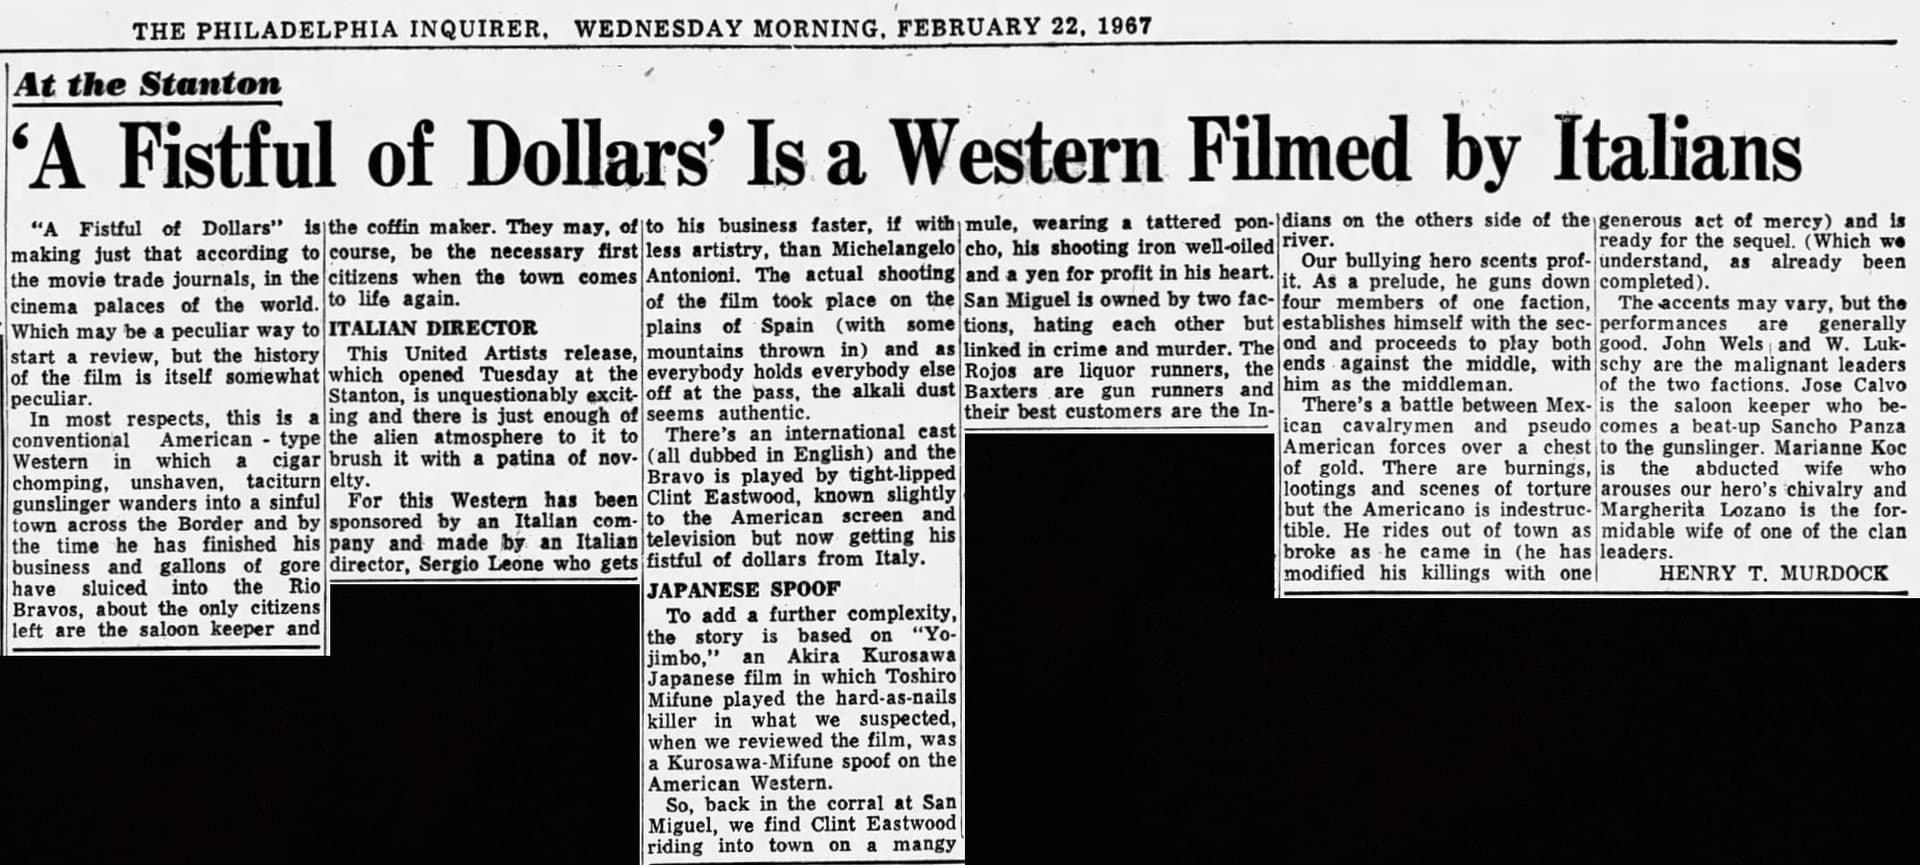 THE PHILADELPHIA INQUIRER, WEDNESDAY MORNING, FEBRUARY 22, 1967
At the Stanton
‘A Fistful of Dollars’ Is a Western Filmed by Italians
“A Fistful of Dollars” is
making just that according to
the movie trade journals, in the
cinema palaces of the world.
Which may be a peculiar way to
start a review, but the history
of the film is itself somewhat
peculiar.
In most respects, this is a
conventional American - type
Western in which a cigar
chomping, unshaven, taciturn
gunslinger wanders into a sinful
town across the Border and by
the time he has finished his
business and gallons of gore
have sluiced into the Rio
Bravos, about the only citizens
left are the saloon keeper and
the coffin maker. They may, of
course, be the necessary first
citizens when the town comes
to life again.
ITALIAN DIRECTOR
This United Artists release,
which opened Tuesday at the
Stanton, is unquestionably excit-
ing and there is just enough of
the alien atmosphere to it to
brush it with a patina of nov-
elty.
For this Western has been
sponsored by an Italian com-
pany and made by an Italian
director, Sergio Leone who gets
to his business faster, if with
less artistry, than Michelangelo
Antonioni. The actual shooting
of the film took place on the
plains of Spain (with some
mountains thrown in) and as
everybody holds everybody else
off at the pass, the alkali dust
seems authentic.
There’s an international cast
(all dubbed in English) and the
Bravo is played by tight-lipped
Clint Eastwood, known slightly
to the American screen and
television but now getting his
fistful of dollars from Italy.
JAPANESE SPOOF
To add a further complexity,
the story is based on “Yo-
jimbo,” an Akira Kurosawa
Japanese film in which Toshiro
Mifune played the hard-as-nails
killer in what we suspected,
when we reviewed the film, was
a Kurosawa-Mifune spoof on the
American Western.
So, back in the corral at San
Miguel, we find Clint Eastwood
riding into town on a mangy
mule, wearing a tattered pon-
cho, his shooting iron well-oiled
and a yen for profit in his heart.
San Miguel is owned by two fac-
tions, hating each other but
linked in crime and murder. The
Rojos are liquor runners, the
Baxters are gun runners and
their best customers are the In-
dians on the others side of the
river.
Our bullying hero scents prof-
it. As a prelude, he guns down
four members of one faction,
establishes himself with the sec-
ond and proceeds to play both
ends against the middle, with
him as the middleman.
There’s a battle between Mex-
ican cavalrymen and pseudo
American forces over a chest
of gold. There are burnings,
lootings and scenes of torture
but the Americano is indestruc-
tible. He rides out of town as
broke as he came in (he has
modified his killings with one
generous act of mercy) and is
ready for the sequel. (Which we
understand, as already been
completed).
The accents may vary, but the
performances are generally
good. John Wels and W. Luk-
schy are the malignant leaders
of the two factions. Jose Calvo
is the saloon keeper who be-
comes a beat-up Sancho Panza
to the gunslinger. Marianne Koc
is the abducted wife who
arouses our hero’s chivalry and
Margherita Lozano is the for-
midable wife of one of the clan
leaders.
HENRY T. MURDOCK